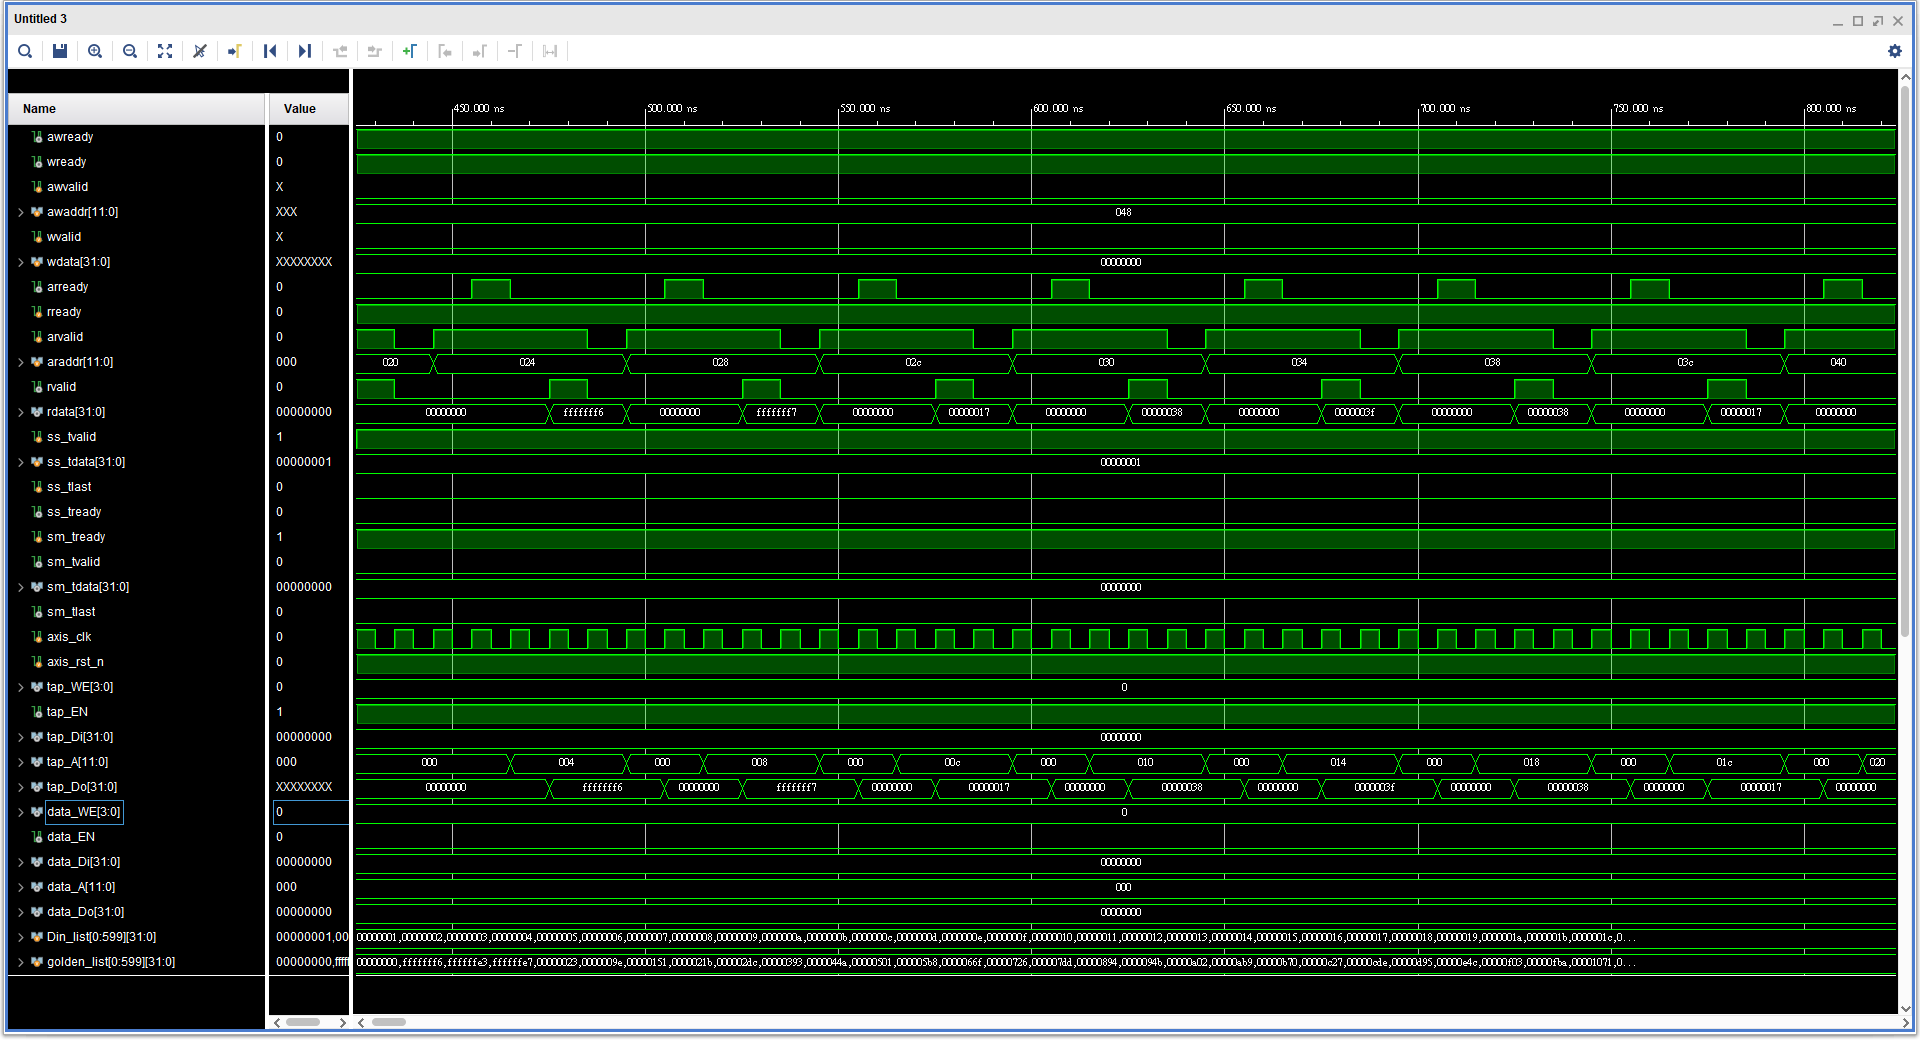 Untitled 3
Name Value
450.000 ns 500.000 ns 550.000 ns 600.000 ns 650.000 ns 700.000 ns 750.000 ns 800.000 ns
awready 0
wready 0
awvalid X
awaddr[11:0] XXX 048
wvalid X
wdata[31:0] XXXXXXXX 00000000
arready 0
rready 0
arvalid 0
araddr[11:0] 000 020 024 028 02c 030 034 038 03c 040
rvalid 0
rdata[31:0] 00000000 00000000 fffffff6 00000000 fffffff7 00000000 00000017 00000000 00000038 00000000 0000003f 00000000 00000038 00000000 00000017 00000000
ss_tvalid 1
ss_tdata[31:0] 00000001 00000001
ss_tlast 0
ss_tready 0
sm_tready 1
sm_tvalid 0
sm_tdata[31:0] 00000000 00000000
sm_tlast 0
axis_clk 0
axis_rst_n 0
tap_WE[3:0] 0 0
tap_EN 1
tap_Di[31:0] 00000000 00000000
tap_A[11:0] 000 000 004 000 008 000 00c 000 010 000 014 000 018 000 01c 000 020
tap_Do[31:0] XXXXXXXX 00000000 fffffff6 00000000 fffffff7 00000000 00000017 00000000 00000038 00000000 0000003f 00000000 00000038 00000000 00000017 00000000
data_WE[3:0] 0 0
data_EN 0
data_Di[31:0] 00000000 00000000
data_A[11:0] 000 000
data_Do[31:0] 00000000 00000000
Din_list[0:599][31:0] 00000001,00 00000001,00000002,00000003,00000004,00000005,00000006,00000007,00000008,00000009,0000000a,0000000b,0000000c,0000000d,0000000e,0000000f,00000010,00000011,00000012,00000013,00000014,00000015,00000016,00000017,00000018,00000019,0000001a,0000001b,0000001c,0...
golden_list[0:599][31:0] 00000000,fffff 00000000,fffffff6,ffffffe3,ffffffe7,00000023,0000009e,00000151,0000021b,000002dc,00000393,0000044a,00000501,000005b8,0000066f,00000726,000007dd,00000894,0000094b,00000a02,00000ab9,00000b70,00000c27,00000cde,00000d95,00000e4c,00000f03,00000fba,00001071,0...